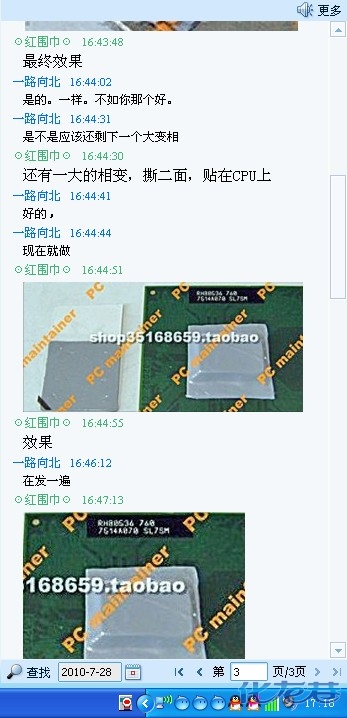 更多
⊙红围巾⊙ 16:43:48
最终效果
一路向北 16:44:02
是的。一样。不如你那个好。
一路向北 16:44:31
是不是应该还剩下一个大变相
⊙红围巾⊙ 16:44:30
还有一大的相变，撕二面，贴在CPU上
一路向北 16:44:41
好的，
一路向北 16:44:44
现在就做
⊙红围巾⊙ 16:44:51
RH80536 760
7514A070 SL7SM
PC maintainer
PC maintainer
shop35168659.taobao
⊙红围巾⊙ 16:44:55
效果
一路向北 16:46:12
在发一遍
⊙红围巾⊙ 16:47:13
RH80536 760
7514A070 SL7SM
PC maintainer
168659.taobao
PC maintainer
查找 2010-7-28 第 3 页/3页
化龙巷
17:18